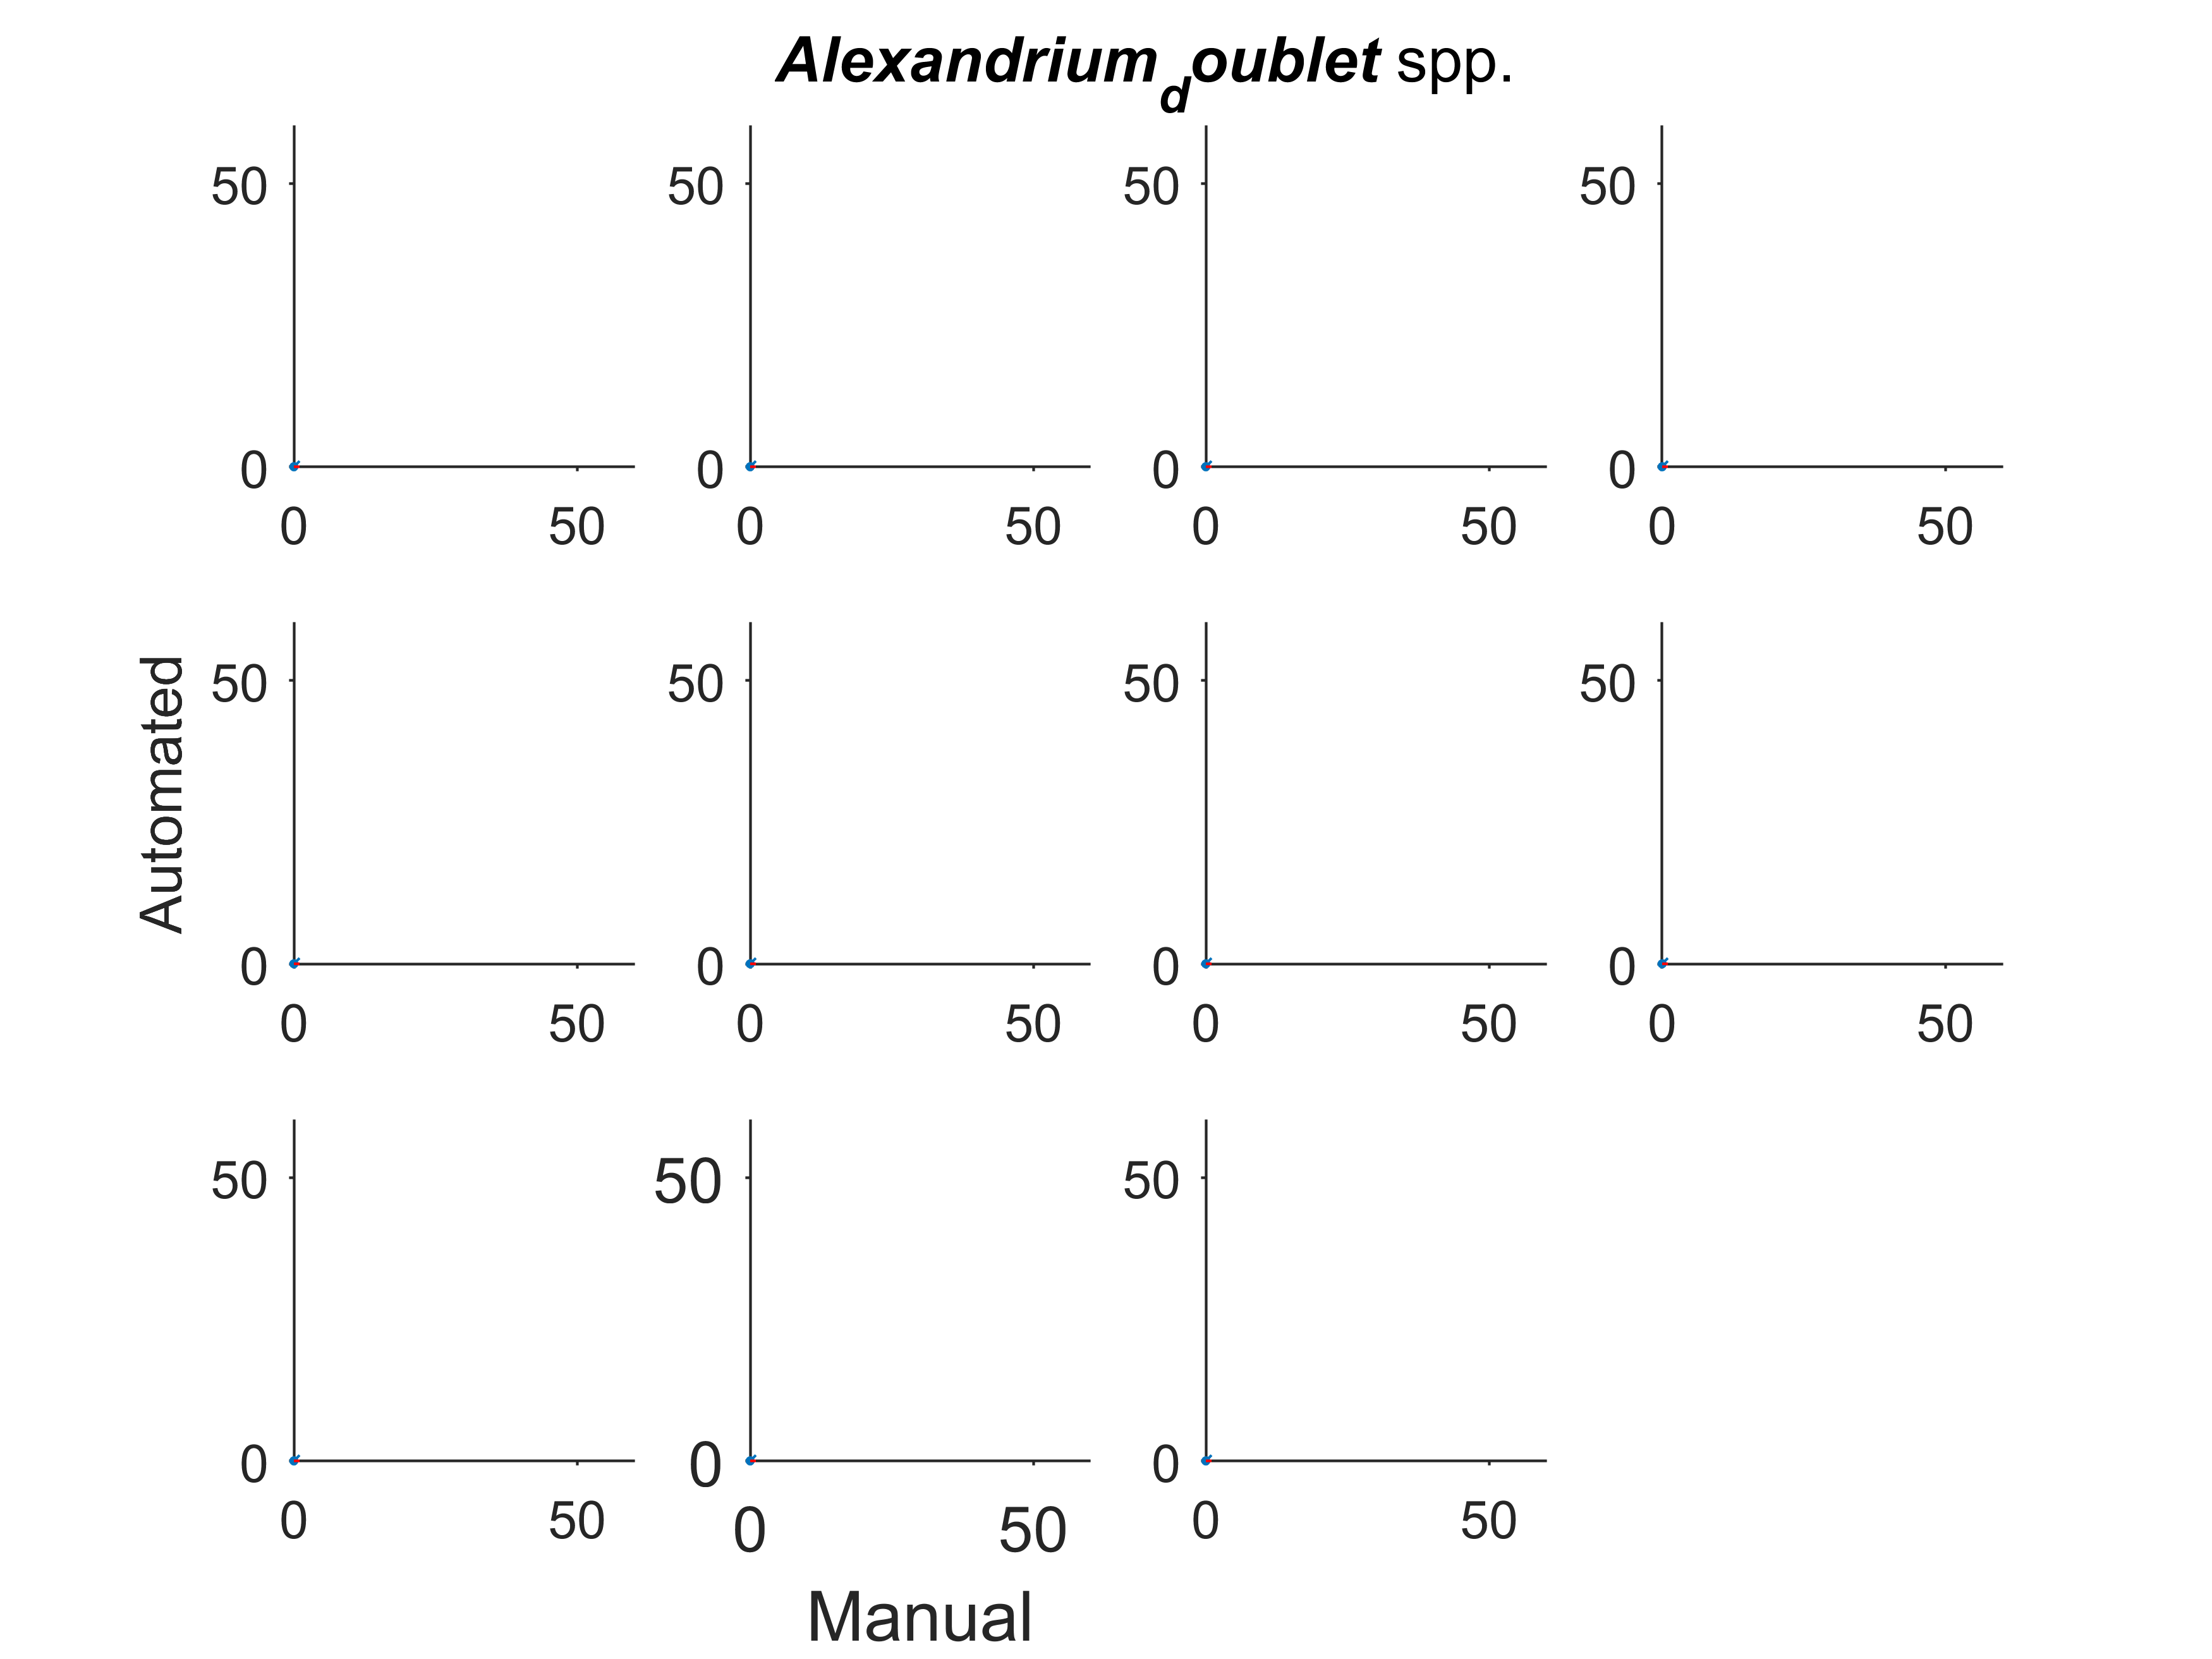 Alexandrium_doublet spp.
50 50 50 50
0 0 0 0
0 50 0 50 0 50 0 50
Automated
50 50 50 50
0 0 0 0
0 50 0 50 0 50 0 50
50 50 50
0 0 0
0 50 0 50 0 50
Manual